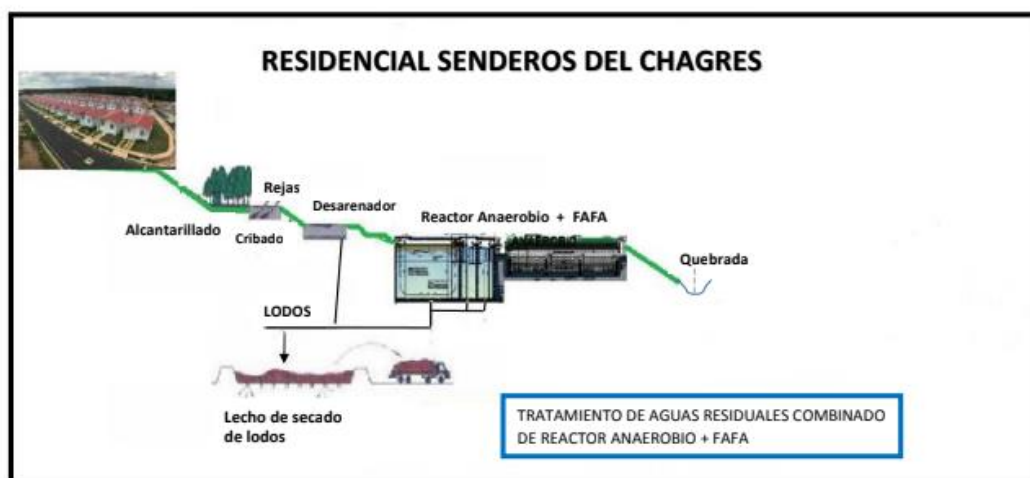 RESIDENCIAL SENDEROS DEL CHAGRES
Rejas
Desarenador
Reactor Anaerobio + FAFA
Alcantarillado
Cribado
ANAEROBIO
Quebrada
LODOS
Lecho de secado
de lodos
TRATAMIENTO DE AGUAS RESIDUALES COMBINADO
DE REACTOR ANAEROBIO + FAFA